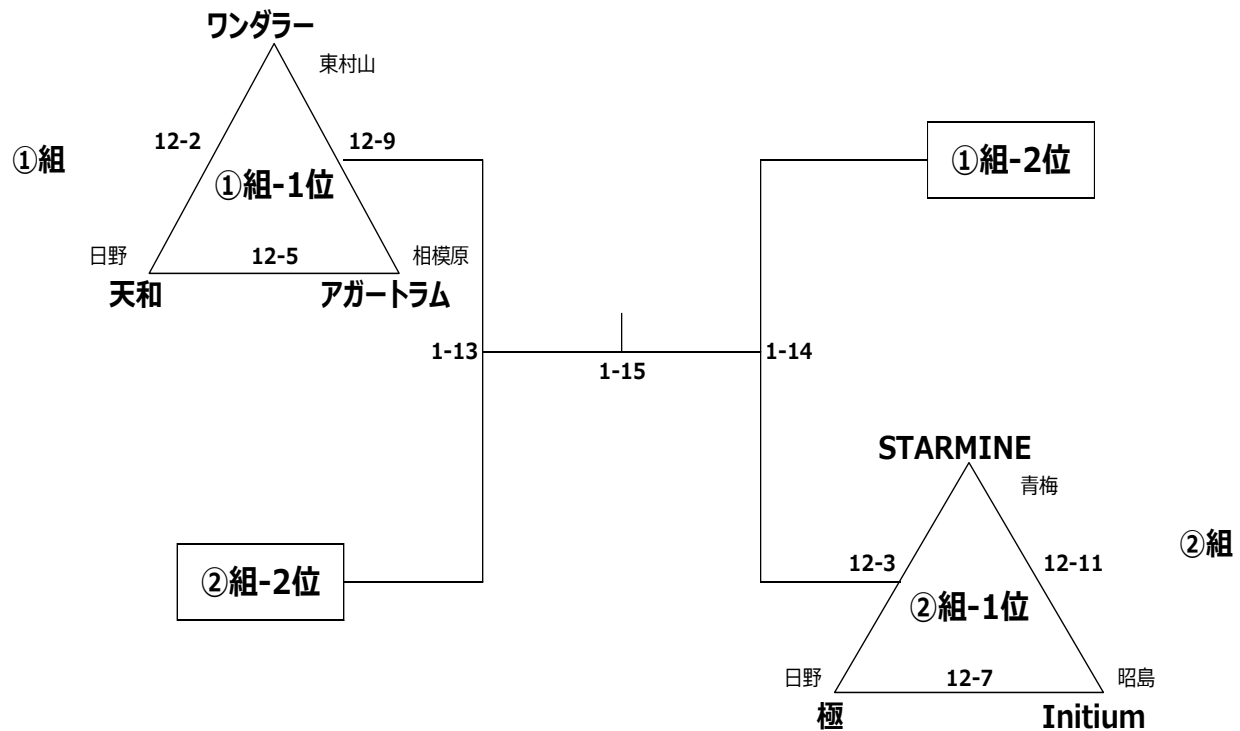 ワンダラー
東村山
12-2
12-9
①組
①組-1位
①組-2位
日野
12-5
相模原
天和
アガートラム
1-13
1-14
1-15
STARMINE
青梅
②組
②組-2位
12-3
12-11
②組-1位
日野
12-7
昭島
極
Initium